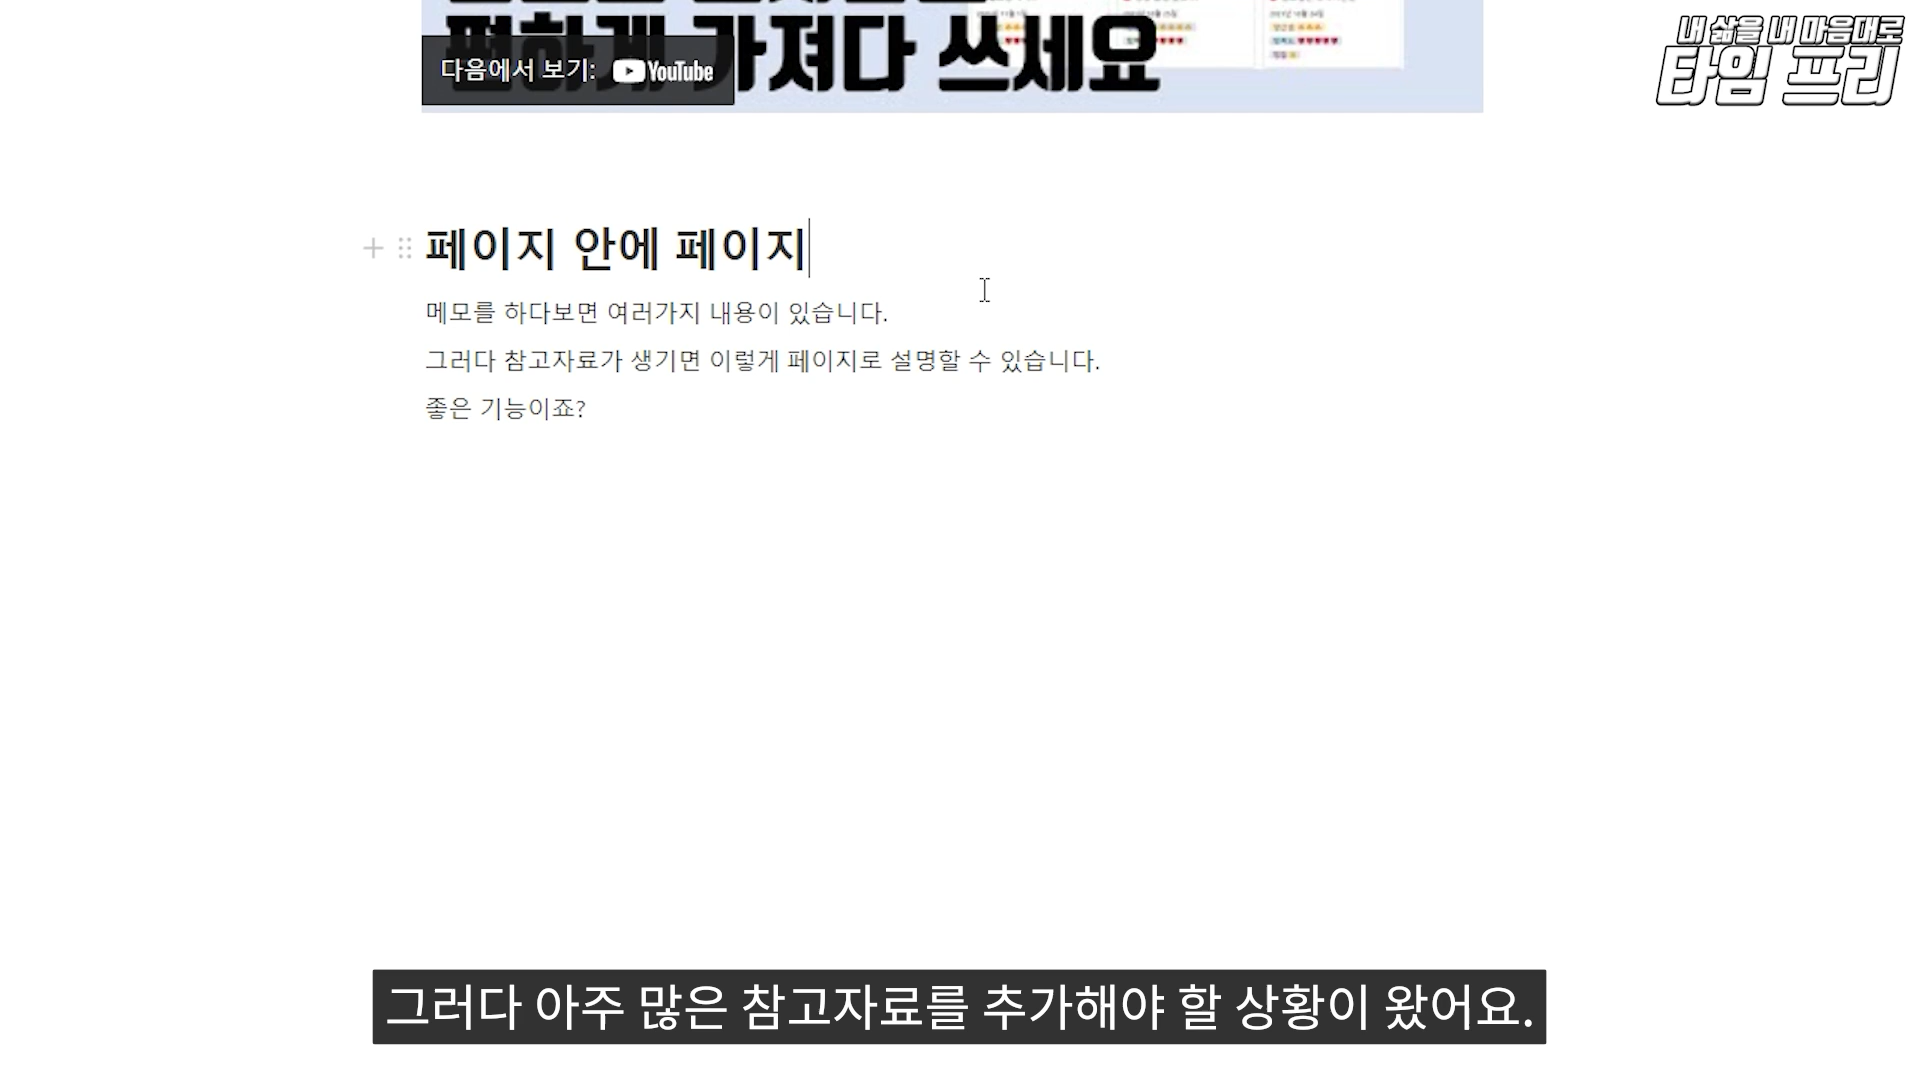 편하게 가져다 쓰세요
다음에서 보기: YouTube
내 삶을 내 마음대로
타임 프리
페이지 안에 페이지
메모를 하다보면 여러가지 내용이 있습니다.
그러다 참고자료가 생기면 이렇게 페이지로 설명할 수 있습니다.
좋은 기능이죠?
그러다 아주 많은 참고자료를 추가해야 할 상황이 왔어요.